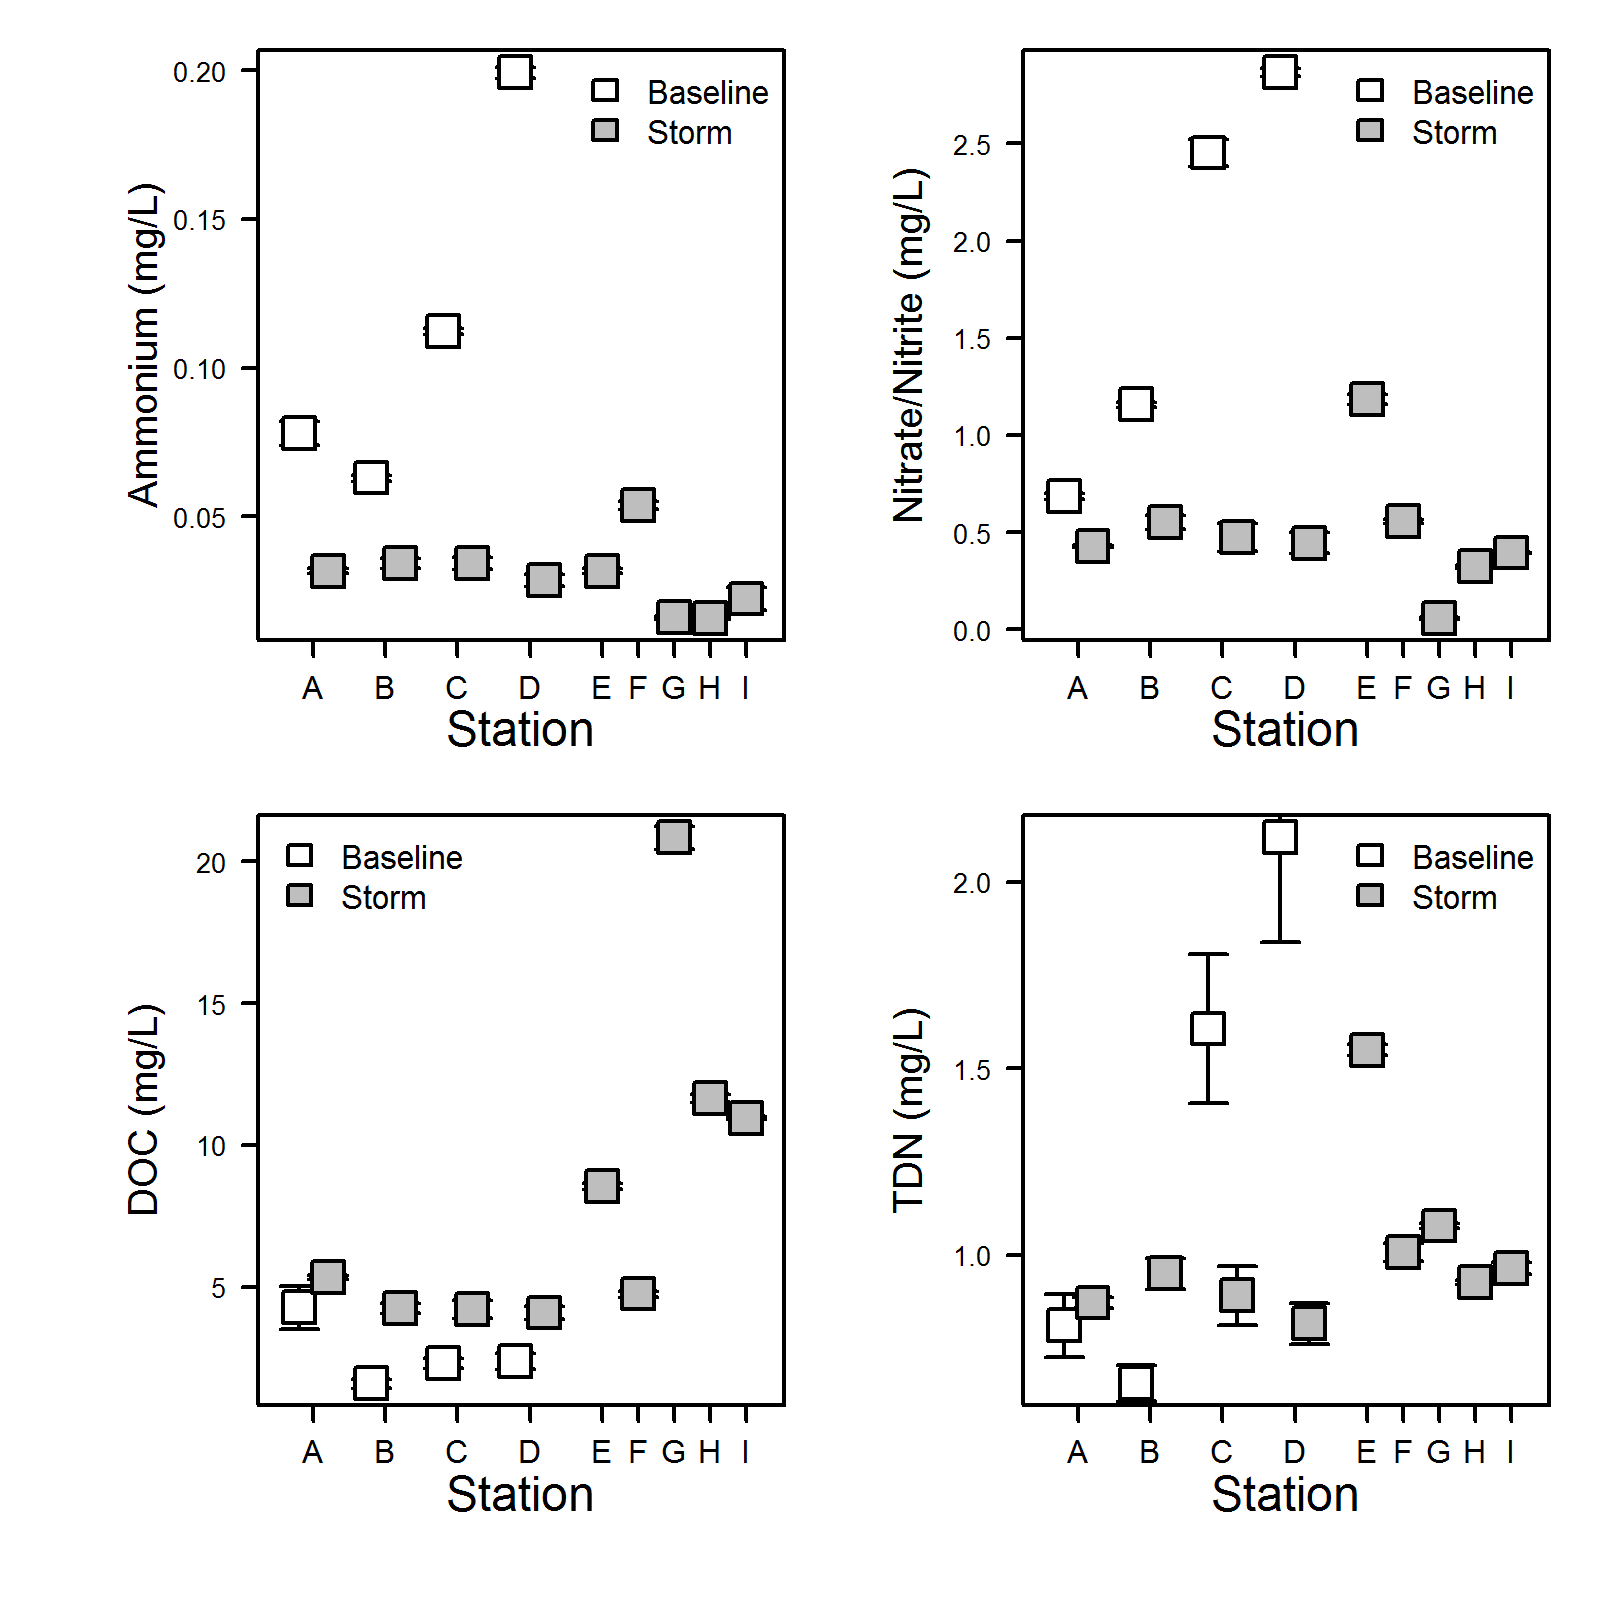 Ammonium (mg/L)
0.20
0.15
0.10
0.05
Baseline
Storm
A B C D E F G H I
Station
Nitrate/Nitrite (mg/L)
2.5
2.0
1.5
1.0
0.5
0.0
Baseline
Storm
A B C D E F G H I
Station
DOC (mg/L)
20
15
10
5
Baseline
Storm
A B C D E F G H I
Station
TDN (mg/L)
2.0
1.5
1.0
Baseline
Storm
A B C D E F G H I
Station